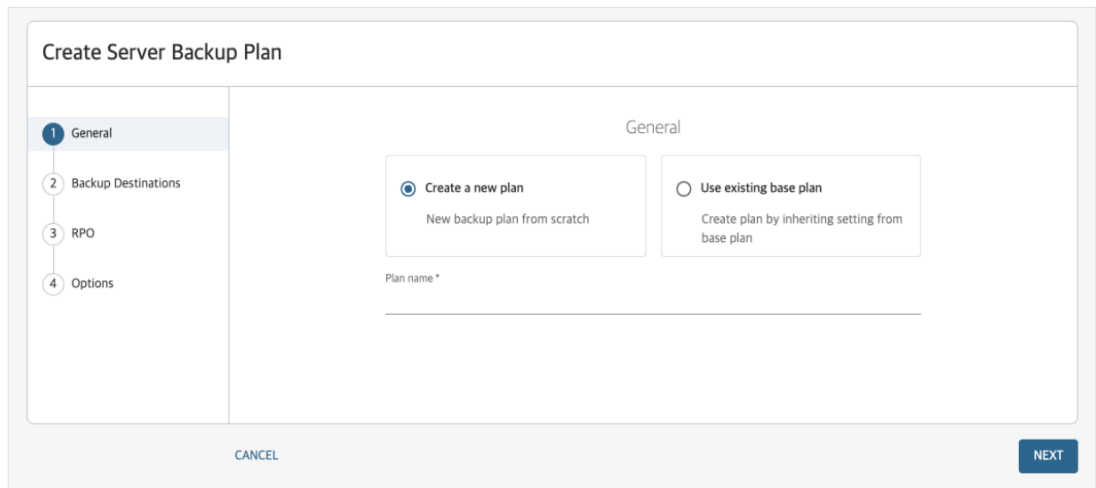 Create Server Backup Plan
1 General
2 Backup Destinations
3 RPO
4 Options
General
Create a new plan
New backup plan from scratch
Use existing base plan
Create plan by inheriting setting from
base plan
Plan name *
CANCEL
NEXT